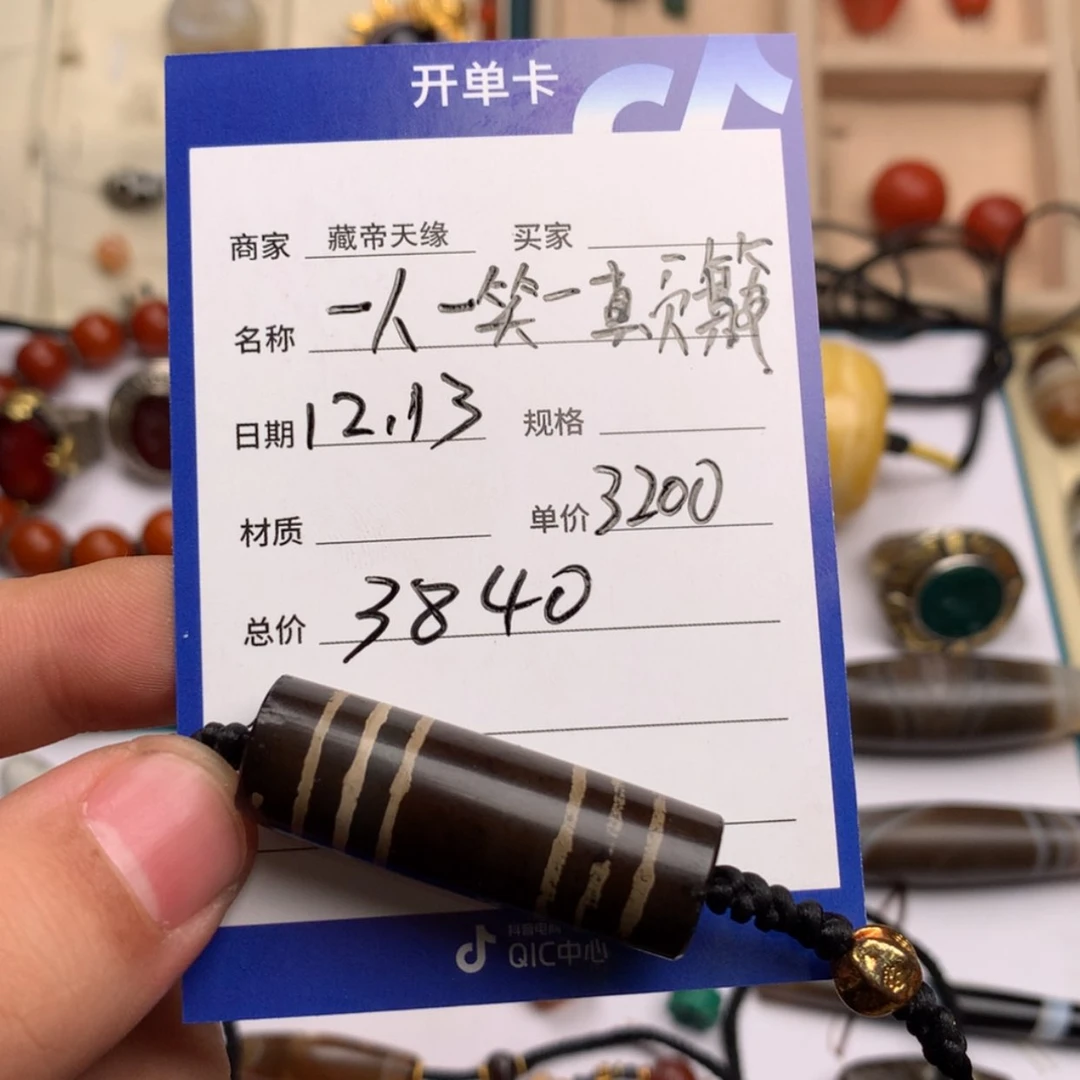 开单卡
商家 藏帝天缘 买家
名称 一人一笑一真
日期 12.13 规格
材质 单价 3200
总价 3840
抖音电商
QIC中心